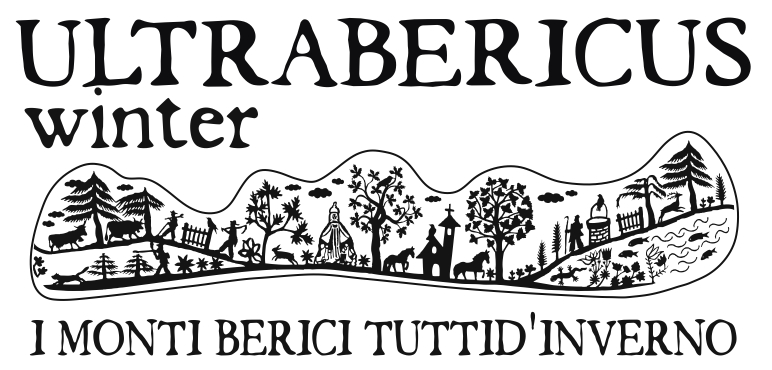 ULTRABERICUS
winter
I MONTI BERICI TUTTID'INVERNO